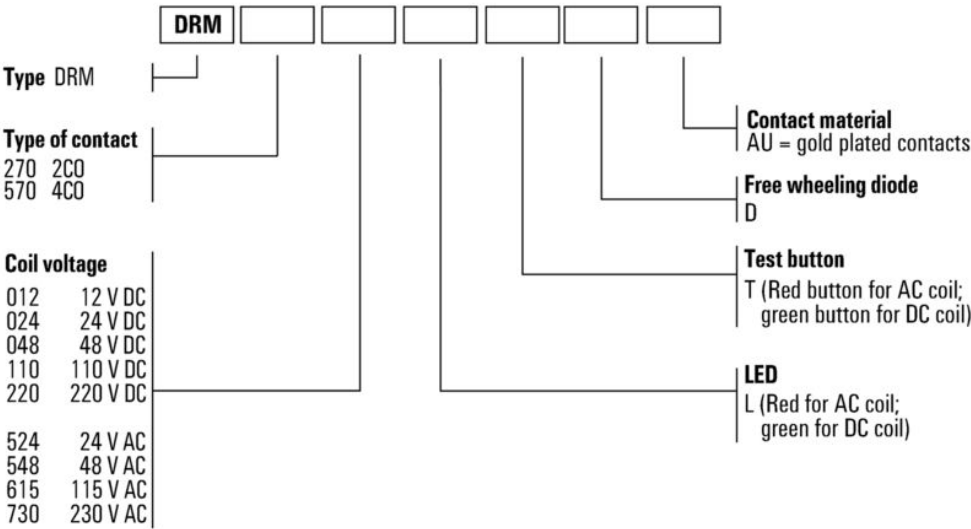 DRM
Type DRM
Type of contact
270 2CO
570 4CO
Coil voltage
012 12 V DC
024 24 V DC
048 48 V DC
110 110 V DC
220 220 V DC
524 24 V AC
548 48 V AC
615 115 V AC
730 230 V AC
Contact material
AU = gold plated contacts
Free wheeling diode
D
Test button
T (Red button for AC coil;
green button for DC coil)
LED
L (Red for AC coil;
green for DC coil)